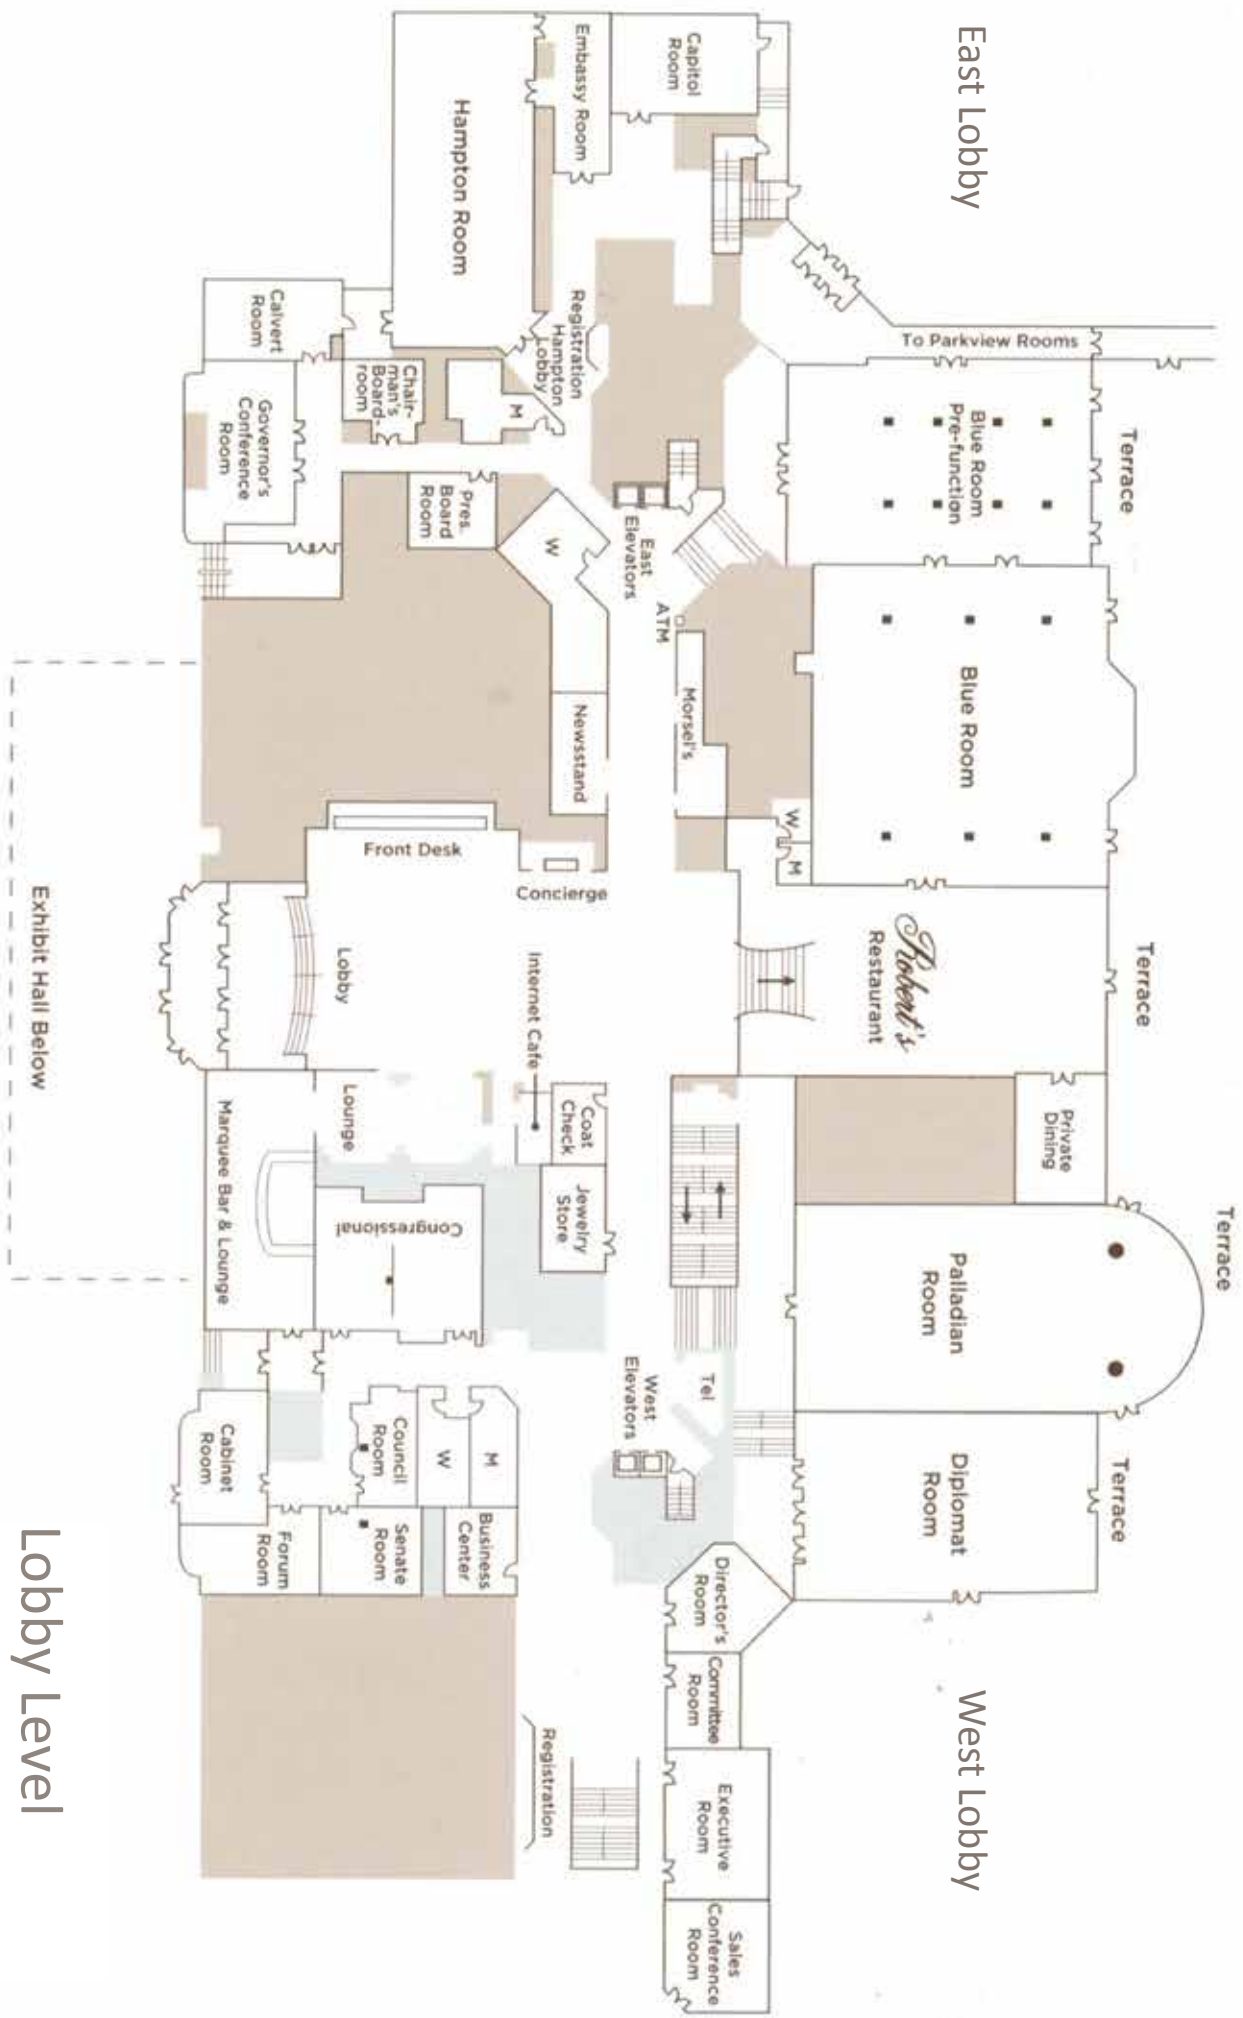 East Lobby
Capitol
Room
Embassy Room
Hampton Room
Registration
Hampton
Lobby
To Parkview Rooms
Calvert
Room
Chair-
man's
Board-
room
M
Governor's
Conference
Room
Pres.
Board
Room
W
East
Elevators
ATM
Blue Room
Pre-function
Terrace
Blue Room
Morsel's
Newsstand
W
M
Front Desk
Concierge
Robert's
Restaurant
Terrace
Lobby
Internet Cafe
Exhibit Hall Below
Lounge
Coat
Check
Private
Dining
Marquee Bar & Lounge
Congressional
Jewelry
Store
Terrace
Palladian
Room
Tel
West
Elevators
Cabinet
Room
Council
Room
W
M
Diplomat
Room
Terrace
Forum
Room
Senate
Room
Business
Center
Director's
Room
Committee
Room
Registration
Executive
Room
Sales
Conference
Room
West Lobby
Lobby Level